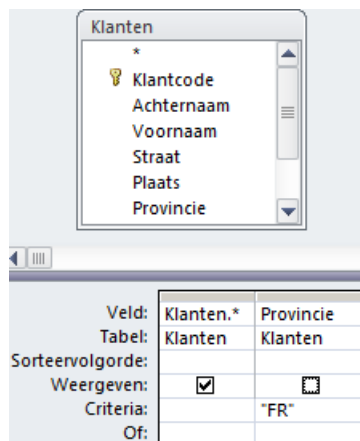 Klanten
*
Klantcode
Achternaam
Voornaam
Straat
Plaats
Provincie
Veld: Klanten.* Provincie
Tabel: Klanten Klanten
Sorteervolgorde:
Weergeven:
Criteria: "FR"
Of: